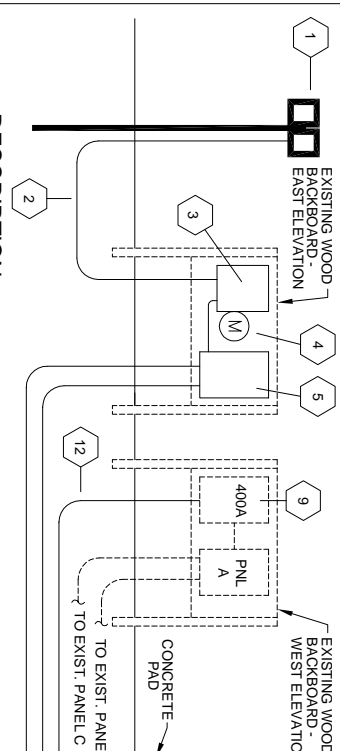 1
EXISTING WOOD
BACKBOARD -
EAST ELEVATION
2
3
M
4
5
12
400A
PNL
A
9
EXISTING WOOD
BACKBOARD -
WEST ELEVATIO
TO EXIST. PANE
TO EXIST. PANEL C
CONCRETE
PAD
DESCRIPTION